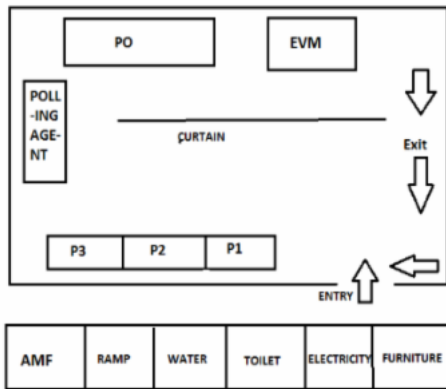 PO
EVM
POLL
-ING
AGE-
NT
CURTAIN
Exit
P3 P2 P1
ENTRY
AMF RAMP WATER TOILET ELECTRICITY FURNITURE